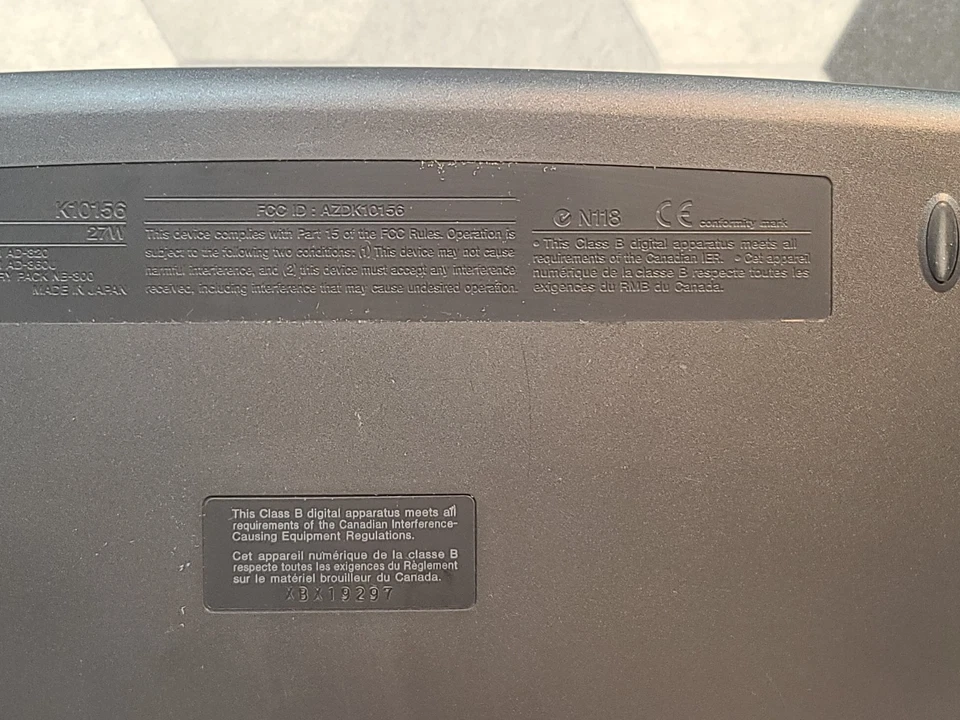 K10156
27W
AD-320
AD-360U
RY PACK NB-300
MADE IN JAPAN
FCC ID : AZDK10156
This device complies with Part 15 of the FCC Rules. Operation is
subject to the following two conditions: (1) This device may not cause
harmful interference, and (2) this device must accept any interference
received, including interference that may cause undesired operation.
N118 CE conformity mark
• This Class B digital apparatus meets all
requirements of the Canadian IER. • Cet appareil
numérique de la classe B respecte toutes les
exigences du RMB du Canada.
This Class B digital apparatus meets all
requirements of the Canadian Interference-
Causing Equipment Regulations.
Cet appareil numérique de la classe B
respecte toutes les exigences du Règlement
sur le matériel brouilleur du Canada.
XBX19297